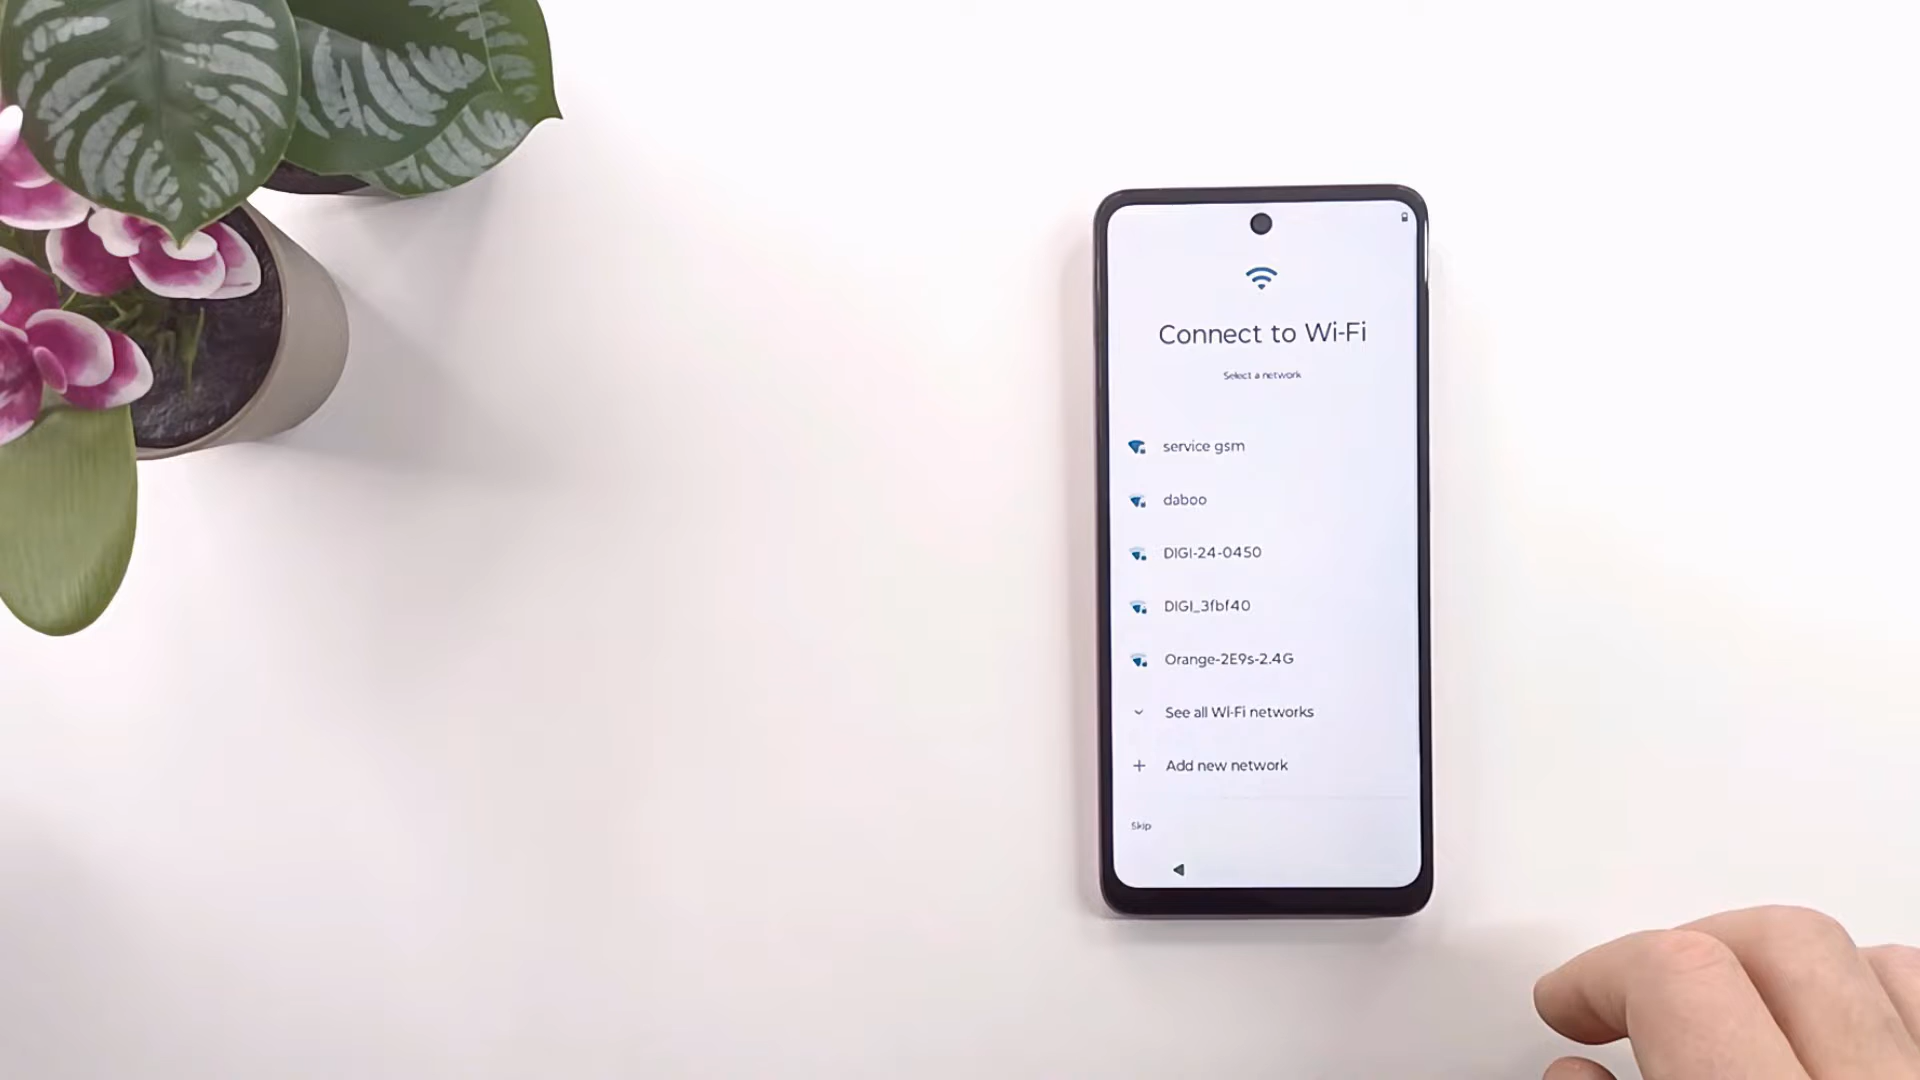 Connect to Wi-Fi
Select a network
service gsm
daboo
DIGI-24-0450
DIGI_3fbf40
Orange-2E9s-2.4G
See all Wi-Fi networks
Add new network
Skip